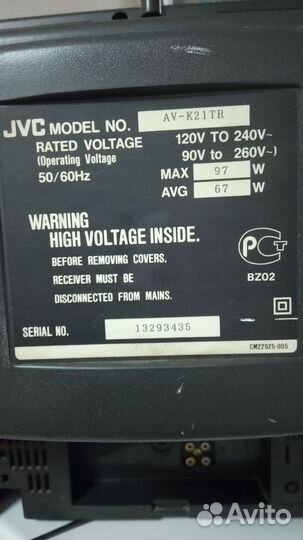 JVC MODEL NO. AV-K21TR
RATED VOLTAGE 120V TO 240V~
(Operating Voltage 90V to 260V~)
50/60Hz MAX 97 W
AVG 67 W
WARNING
HIGH VOLTAGE INSIDE.
BEFORE REMOVING COVERS,
RECEIVER MUST BE
DISCONNECTED FROM MAINS.
PCT
BZ02
SERIAL NO. 13293435
CM22925-005
Avito